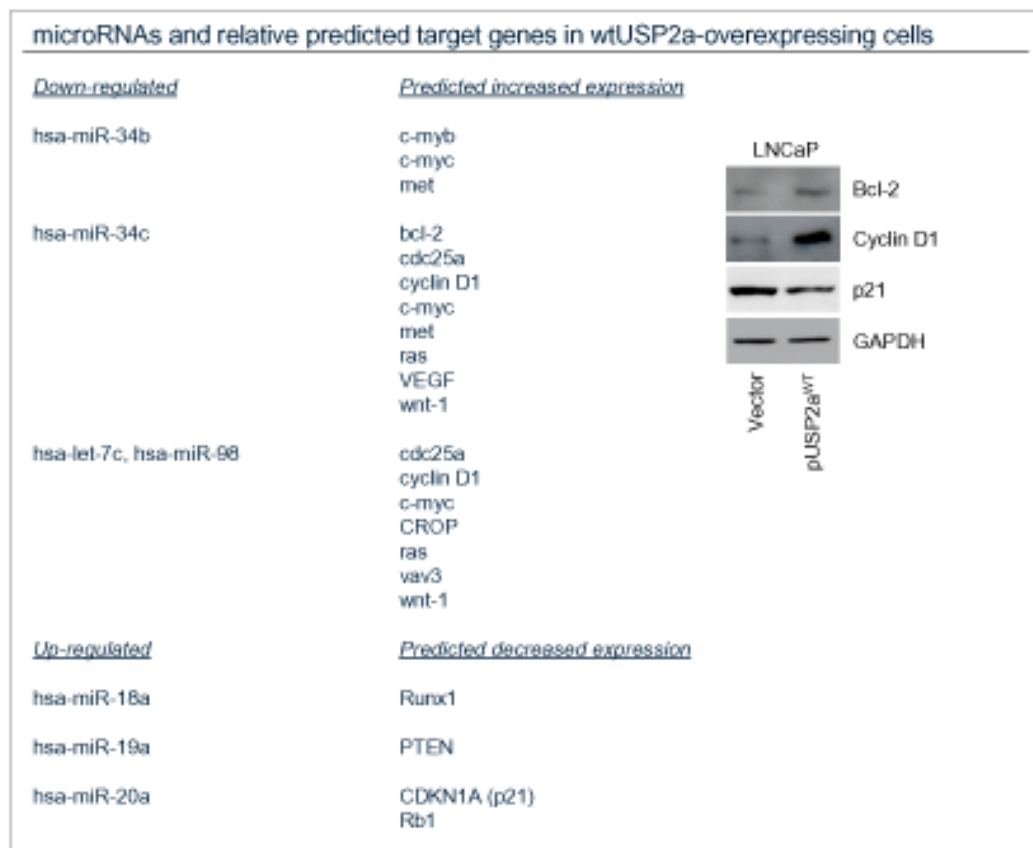 microRNAs and relative predicted target genes in wtUSP2a-overexpressing cells
Down-regulated Predicted increased expression
hsa-miR-34b c-myb
c-myc
met
hsa-miR-34c bcl-2
cdc25a
cyclin D1
c-myc
met
ras
VEGF
wnt-1
hsa-let-7c, hsa-miR-98 cdc25a
cyclin D1
c-myc
CROP
ras
vav3
wnt-1
Up-regulated Predicted decreased expression
hsa-miR-18a Runx1
hsa-miR-19a PTEN
hsa-miR-20a CDKN1A (p21)
Rb1
LNCaP
Bcl-2
Cyclin D1
p21
GAPDH
Vector
pUSP2aWT